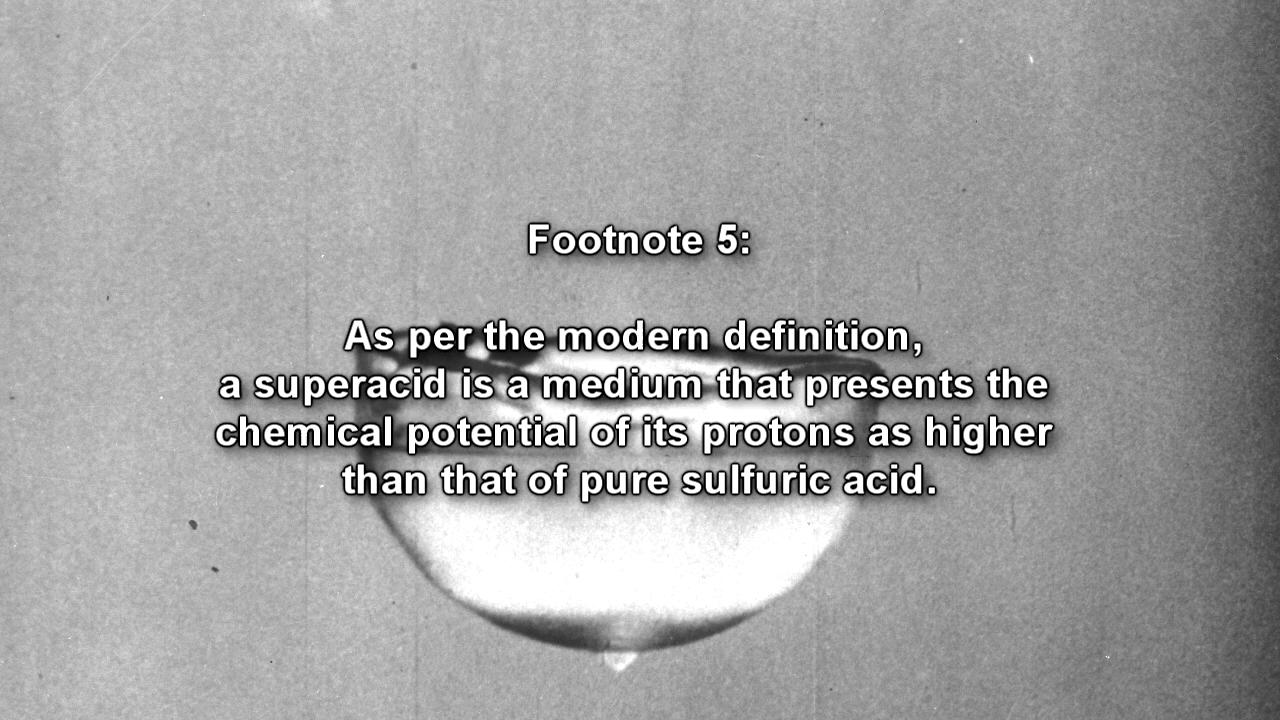 Footnote 5:
As per the modern definition,
a superacid is a medium that presents the
chemical potential of its protons as higher
than that of pure sulfuric acid.